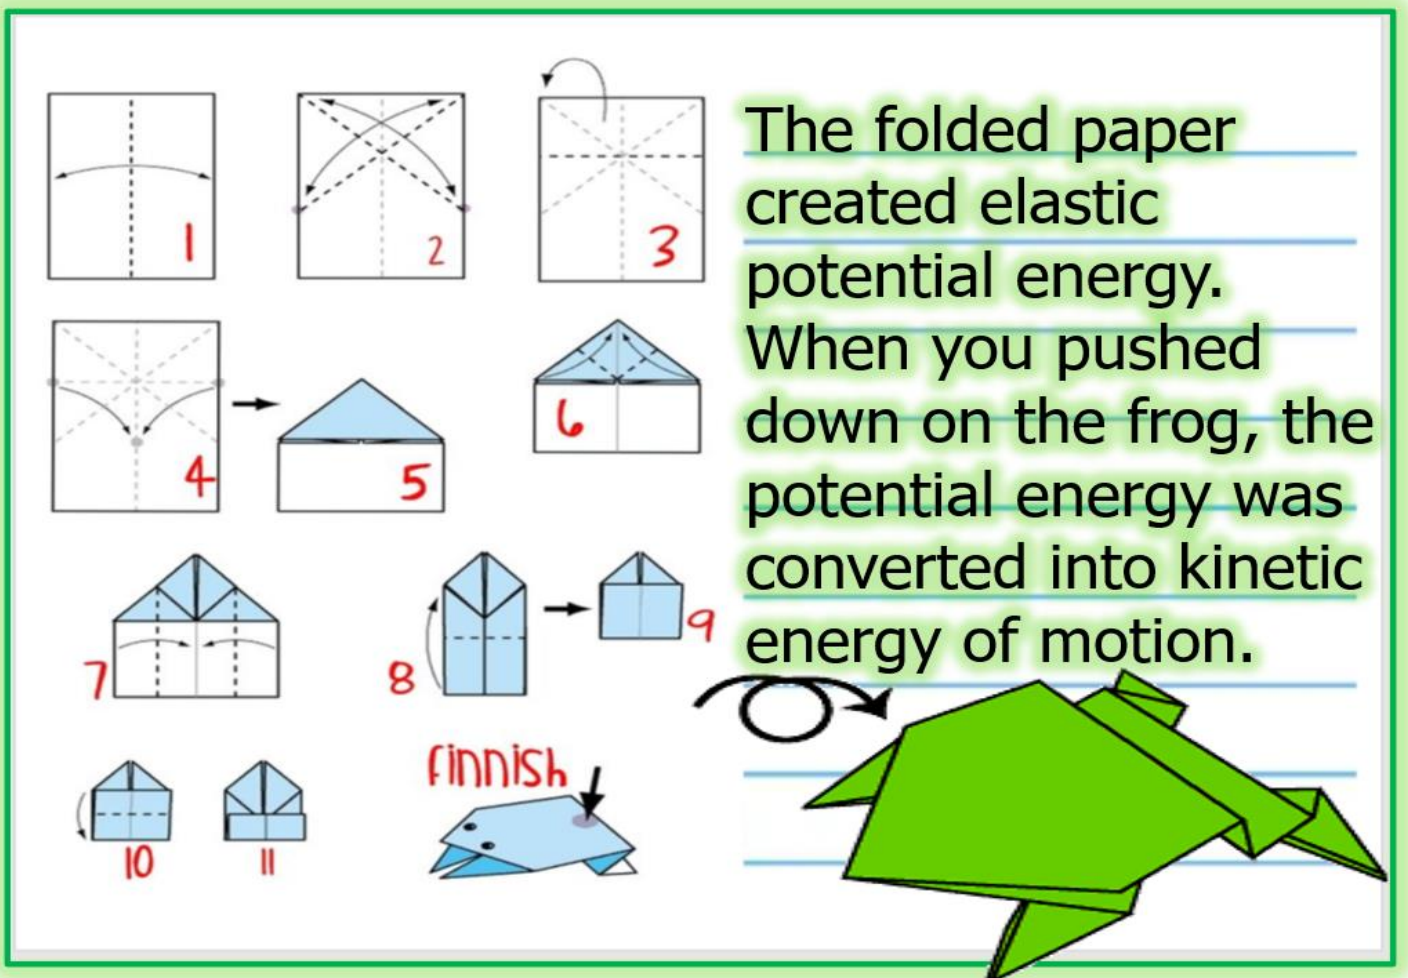 1
2
3
The folded paper
created elastic
potential energy.
When you pushed
down on the frog, the
potential energy was
converted into kinetic
energy of motion.
4
5
6
7
8
9
finnish
10
11